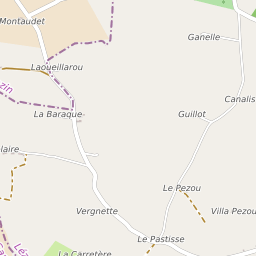 Montaudet
Ganelle
Laoueillarou
Canalis
La Baraque
Guillot
Le Pezou
Vergnette
Villa Pezou
Le Pastisse
La Carretère